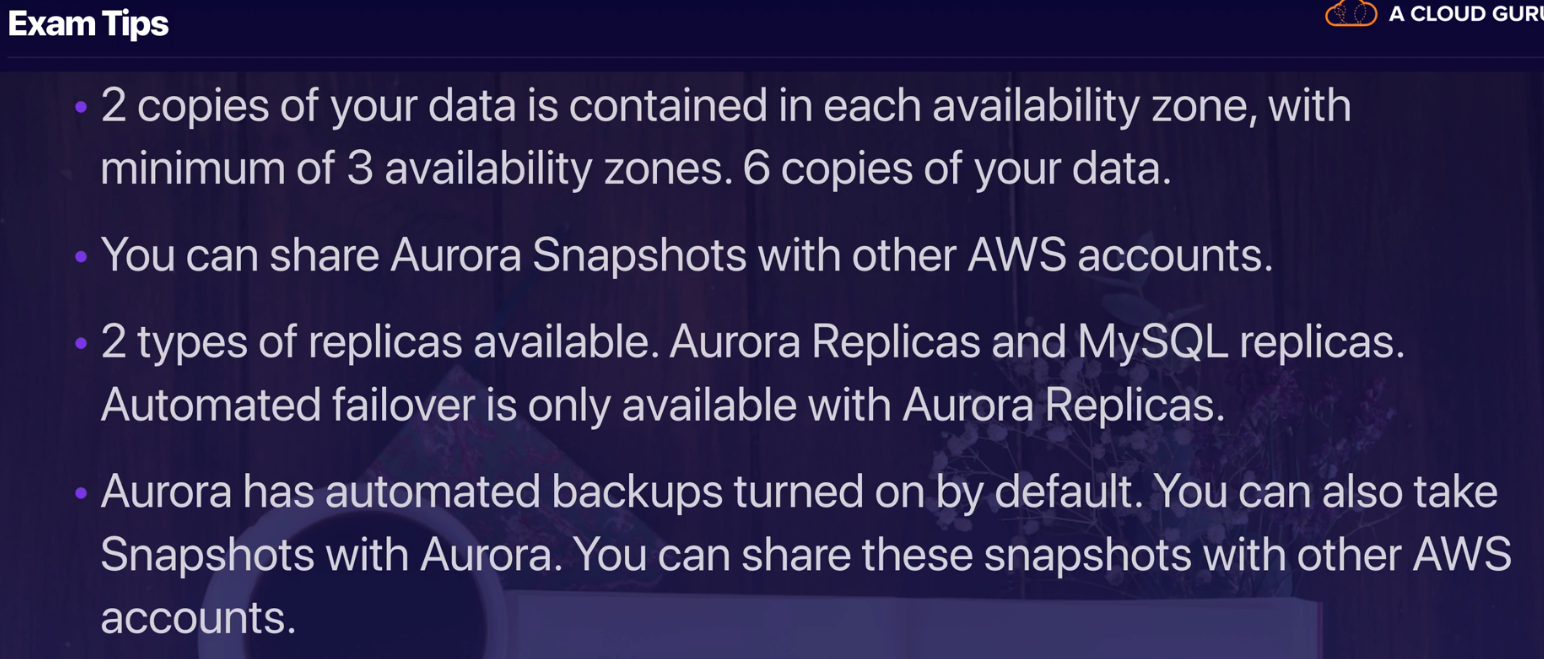 Exam Tips
A CLOUD GURU
• 2 copies of your data is contained in each availability zone, with
minimum of 3 availability zones. 6 copies of your data.
• You can share Aurora Snapshots with other AWS accounts.
• 2 types of replicas available. Aurora Replicas and MySQL replicas.
Automated failover is only available with Aurora Replicas.
• Aurora has automated backups turned on by default. You can also take
Snapshots with Aurora. You can share these snapshots with other AWS
accounts.